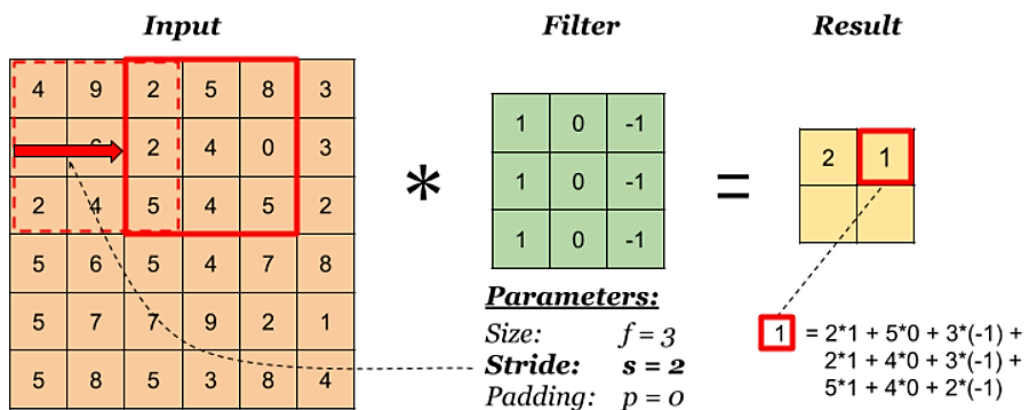 Input
Filter
Result
4 9 2 5 8 3
2 4 0 3
2 4 5 4 5 2
5 6 5 4 7 8
5 7 7 9 2 1
5 8 5 3 8 4
*
1 0 -1
1 0 -1
1 0 -1
=
2 1
Parameters:
Size: f = 3
Stride: s = 2
Padding: p = 0
1 = 2*1 + 5*0 + 3*(-1) +
2*1 + 4*0 + 3*(-1) +
5*1 + 4*0 + 2*(-1)